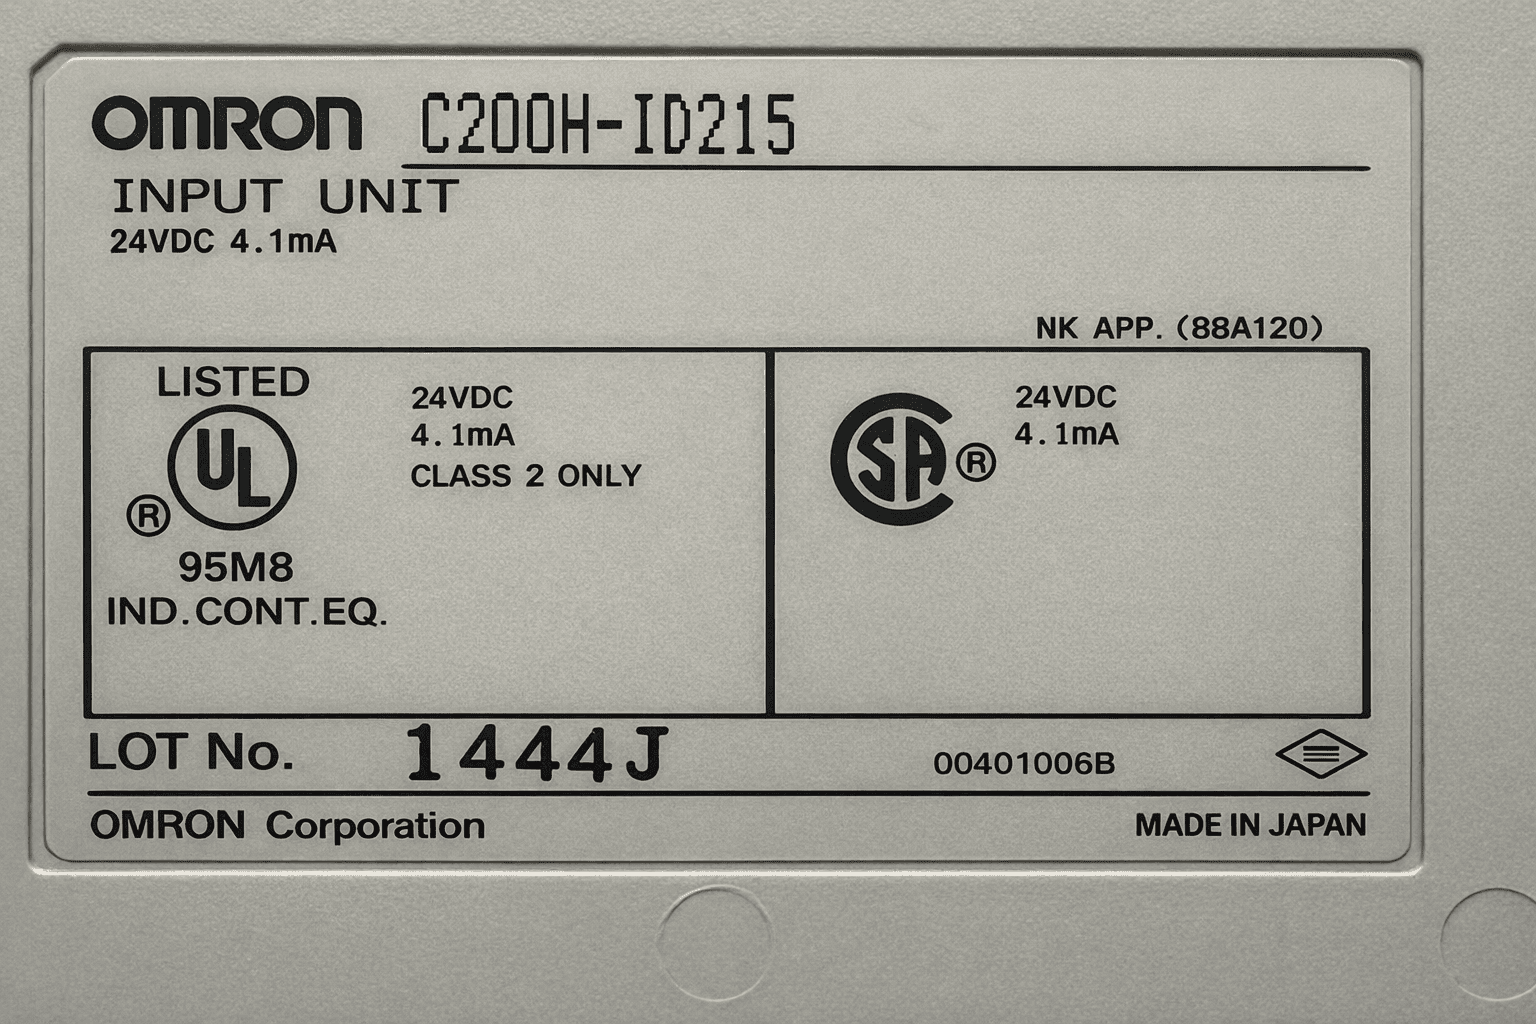 OMRON C200H-ID215
INPUT UNIT
24VDC 4.1mA
NK APP. (88A120)
LISTED
UL
®
95M8
IND.CONT.EQ.
24VDC
4.1mA
CLASS 2 ONLY
CSA ®
24VDC
4.1mA
LOT No. 1444J 00401006B
OMRON Corporation MADE IN JAPAN